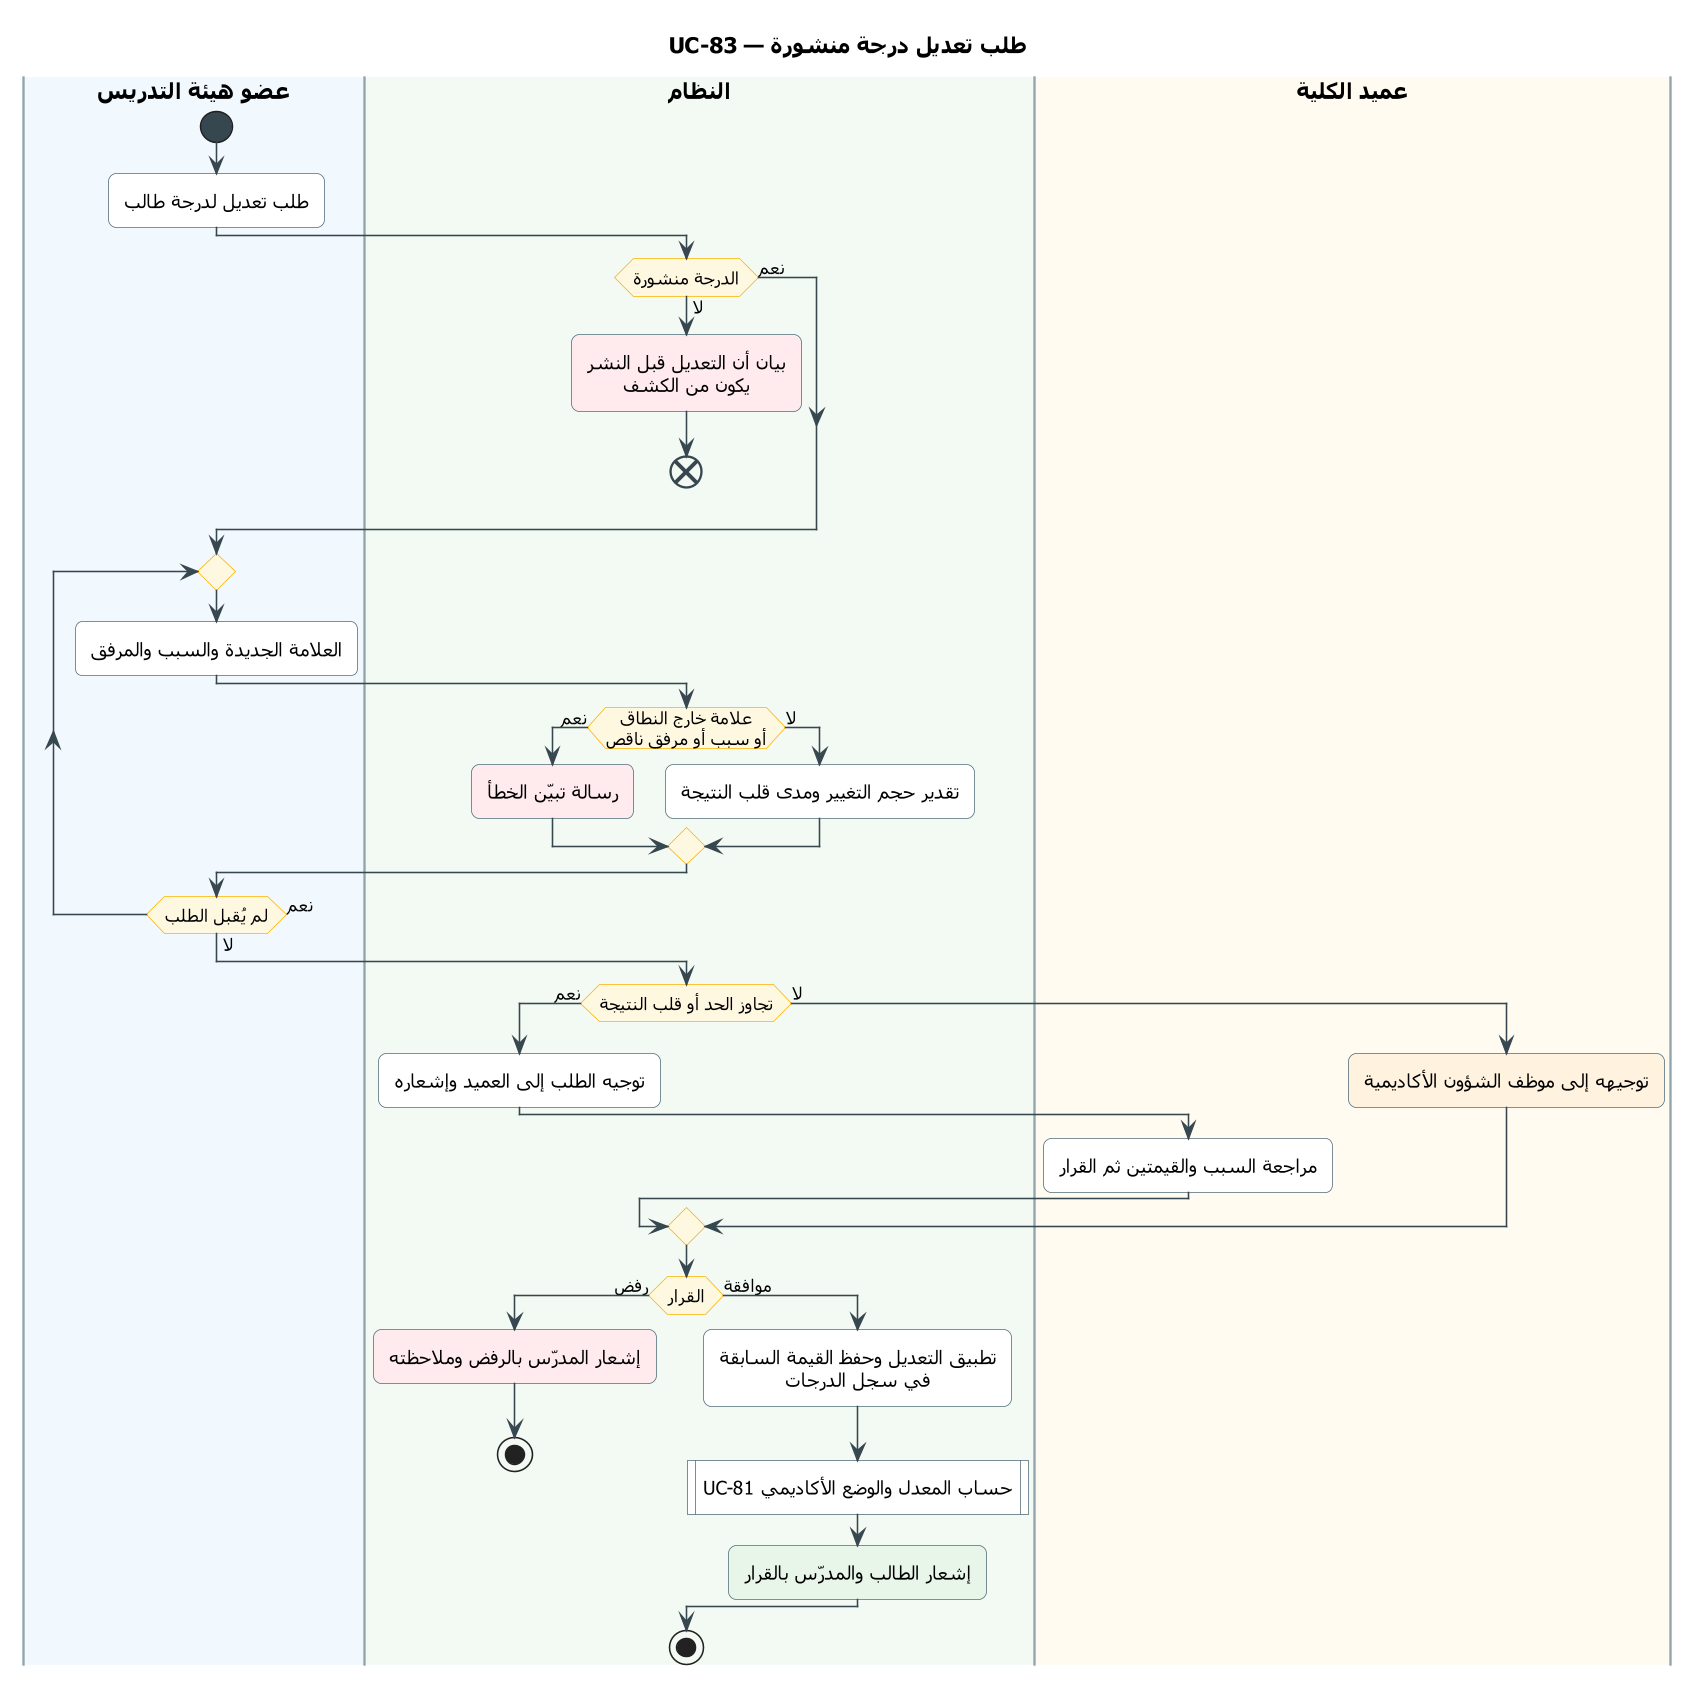 UC-83 — طلب تعديل درجة منشورة
عضو هيئة التدريس
النظام
عميد الكلية
طلب تعديل لدرجة طالب
الدرجة منشورة
نعم
لا
بيان أن التعديل قبل النشر
يكون من الكشف
العلامة الجديدة والسبب والمرفق
علامة خارج النطاق
أو سبب أو مرفق ناقص
نعم
لا
رسالة تبيّن الخطأ
تقدير حجم التغيير ومدى قلب النتيجة
لم يُقبل الطلب
نعم
لا
تجاوز الحد أو قلب النتيجة
نعم
لا
توجيه الطلب إلى العميد وإشعاره
توجيهه إلى موظف الشؤون الأكاديمية
مراجعة السبب والقيمتين ثم القرار
القرار
رفض
موافقة
إشعار المدرّس بالرفض وملاحظته
تطبيق التعديل وحفظ القيمة السابقة
في سجل الدرجات
حساب المعدل والوضع الأكاديمي UC-81
إشعار الطالب والمدرّس بالقرار